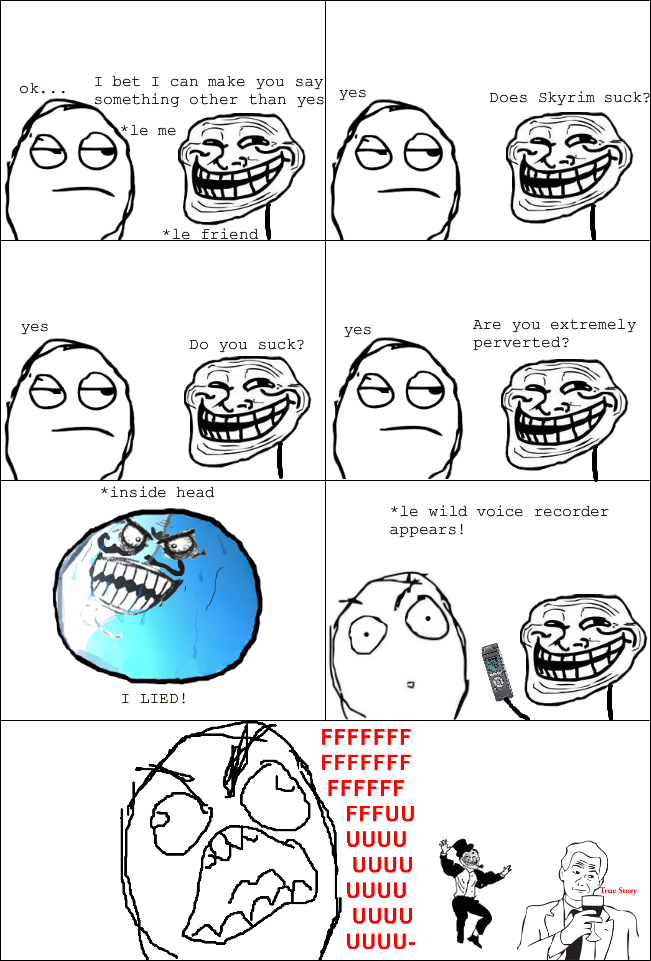 ok...
I bet I can make you say
something other than yes
*le me
*le friend
yes
Does Skyrim suck?
yes
Do you suck?
yes
Are you extremely
perverted?
*inside head
I LIED!
*le wild voice recorder
appears!
FFFFFFF
FFFFFFF
FFFFFF
FFFUU
UUUU
UUUU
UUUU
UUUU
UUUU-
True Story